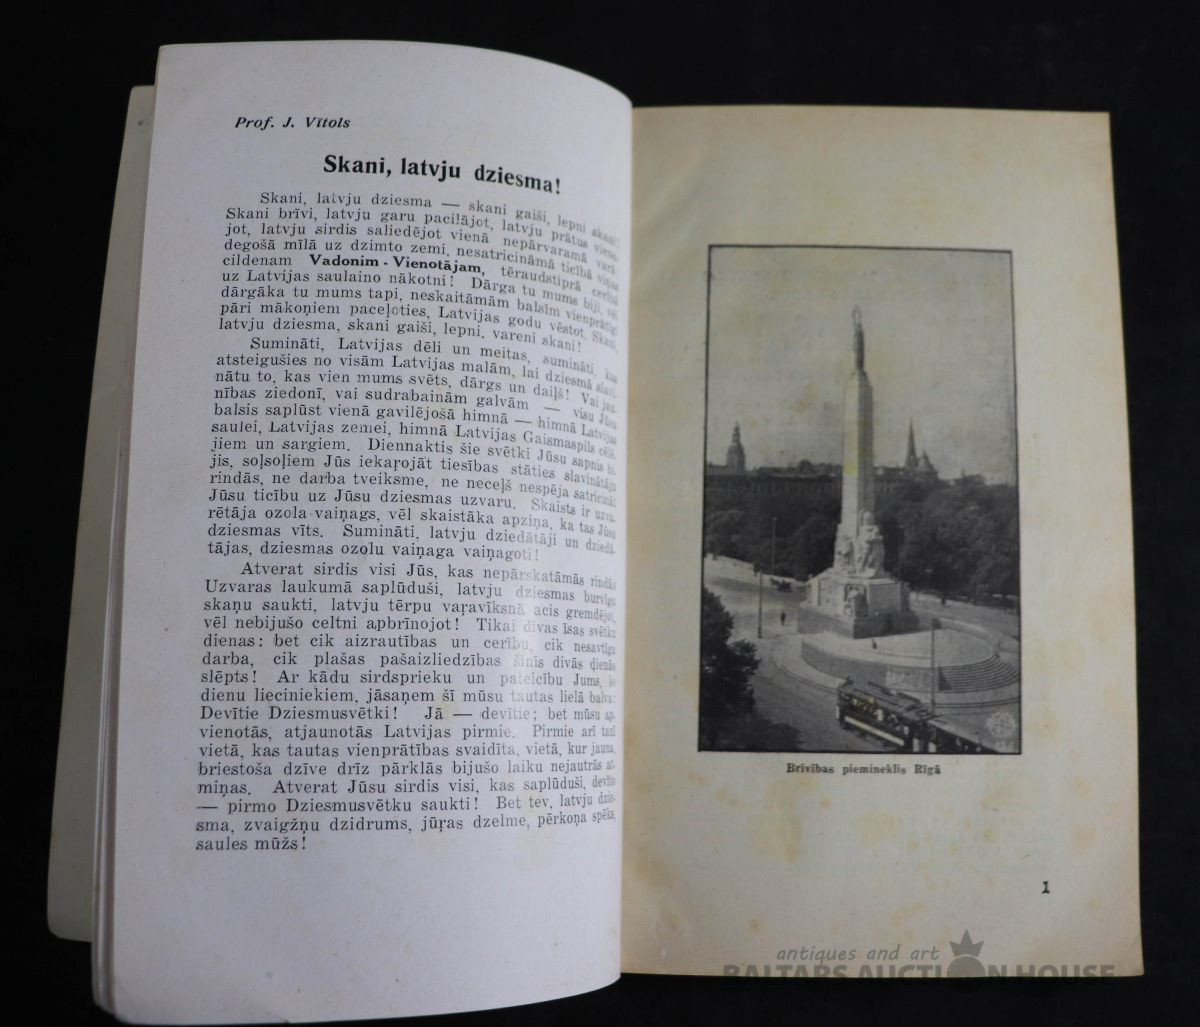 Prof. J. Vītols
Skani, latvju dziesma!
Skani, latvju dziesma — skani gaiši, lepni skani!
Skani brīvi, latvju garu pacilājot, latvju prātus vieno-
jot, latvju sirdis saliedējot vienā nepārvaramā varā:
degošā mīlā uz dzimto zemi, nesatricināmā ticībā viņas
cildenam Vadonim-Vienotājam, tēraudstiprā cerībā
uz Latvijas saulaino nākotni! Dārga tu mums biji, vēl
dārgāka tu mums tapi, neskaitāmām balsīm vienprātīgi
pāri mākoņiem paceļoties, Latvijas godu vēstot. Skani,
latvju dziesma, skani gaiši, lepni, vareni skani!
Sumināti, Latvijas dēli un meitas, sumināti, kas
atsteigušies no visām Latvijas malām, lai dziesmā slavi-
nātu to, kas vien mums svēts, dārgs un daiļš! Vai jau-
nības ziedonī, vai sudrabainām galvām — visu Jūsu
balsis saplūst vienā gavilējošā himnā — himnā Latvijas
saulei, Latvijas zemei, himnā Latvijas Gaismaspils cēlē-
jiem un sargiem. Diennaktis šie svētki Jūsu sapnis bi-
jis, soļsoļiem Jūs iekaŗojāt tiesības stāties slavinātāju
rindās, ne darba tveiksme, ne neceļš nespēja satricināt
Jūsu ticību uz Jūsu dziesmas uzvaru. Skaists ir uzva-
rētāja ozola vaiņags, vēl skaistāka apziņa, ka tas Jūsu
dziesmas vīts. Sumināti, latvju dziedātāji un dziedā-
tājas, dziesmas ozolu vaiņaga vaiņagoti!
Atverat sirdis visi Jūs, kas nepārskatāmās rindās
Uzvaras laukumā saplūduši, latvju dziesmas burvīgu
skaņu saukti, latvju tērpu vaŗavīksnā acis gremdējot,
vēl nebijušo celtni apbrīnojot! Tikai divas īsas svētku
dienas: bet cik aizrautības un cerību, cik nesavtīga
darba, cik plašas pašaizliedzības šinīs divās dienās
slēpts! Ar kādu sirdsprieku un pateicību Jums, šo
dienu lieciniekiem, jāsaņem šī mūsu tautas lielā balva:
Devītie Dziesmusvētki! Jā — devītie; bet mūsu ap-
vienotās, atjaunotās Latvijas pirmie. Pirmie arī tanī
vietā, kas tautas vienprātības svaidīta, vietā, kur jauna,
briestoša dzīve drīz pārklās bijušo laiku nejautrās at-
miņas. Atverat Jūsu sirdis visi, kas saplūduši, devīto
— pirmo Dziesmusvētku saukti! Bet tev, latvju dzie-
sma, zvaigžņu dzidrums, jūŗas dzelme, pērkoņa spēks,
saules mūžs!
Brīvības piemineklis Rīgā
1
antiques and art
BALTARS AUCTION HOUSE